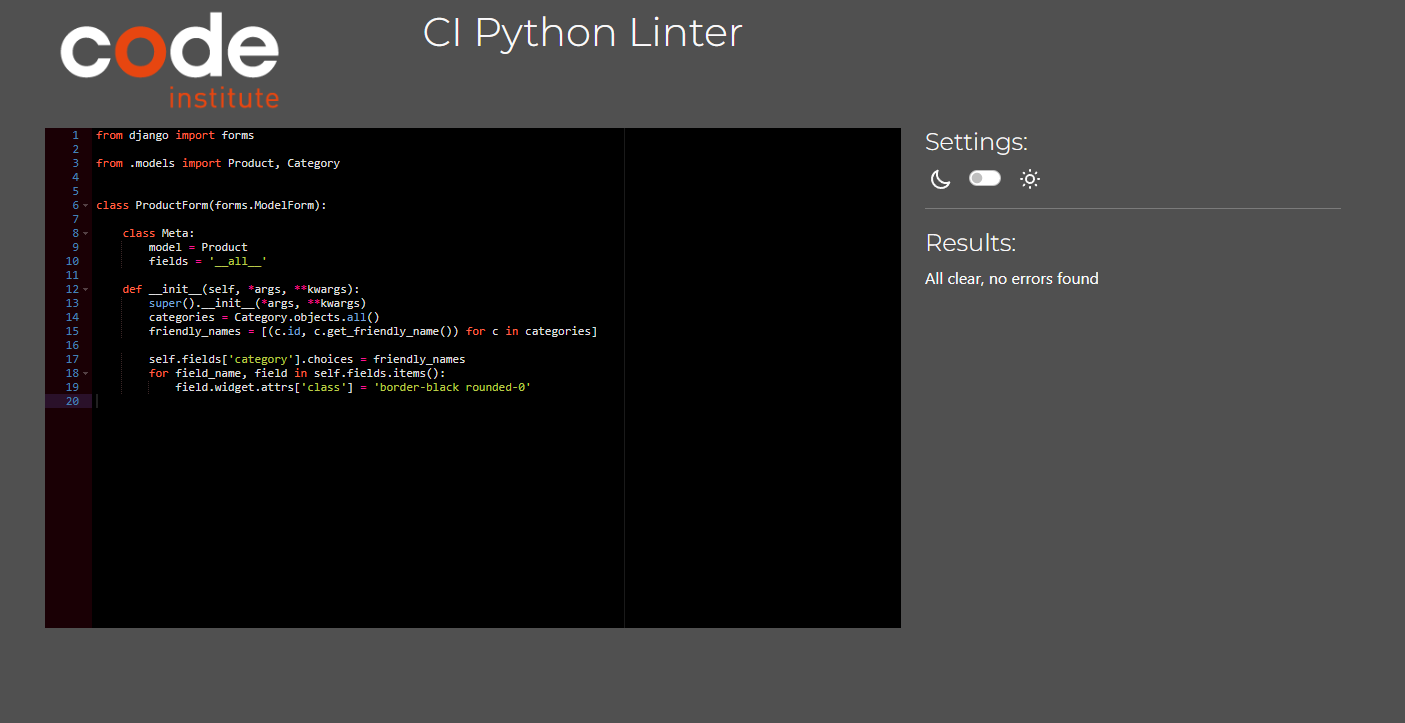 code
institute
CI Python Linter
1 from django import forms
2
3 from .models import Product, Category
4
5
6 class ProductForm(forms.ModelForm):
7
8     class Meta:
9         model = Product
10         fields = '__all__'
11
12     def __init__(self, *args, **kwargs):
13         super().__init__(*args, **kwargs)
14         categories = Category.objects.all()
15         friendly_names = [(c.id, c.get_friendly_name()) for c in categories]
16
17         self.fields['category'].choices = friendly_names
18         for field_name, field in self.fields.items():
19             field.widget.attrs['class'] = 'border-black rounded-0'
20
Settings:
Results:
All clear, no errors found